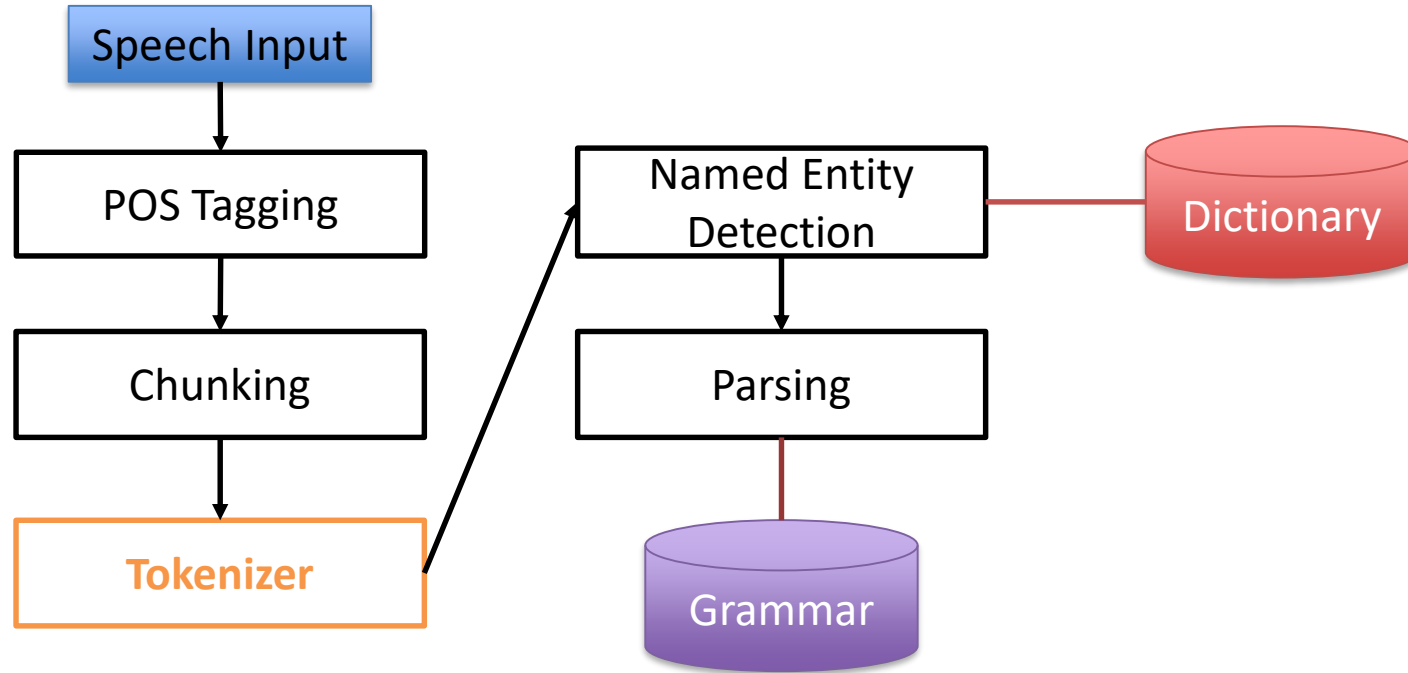 Speech Input
POS Tagging
Chunking
Tokenizer
Named Entity
Detection
Parsing
Dictionary
Grammar